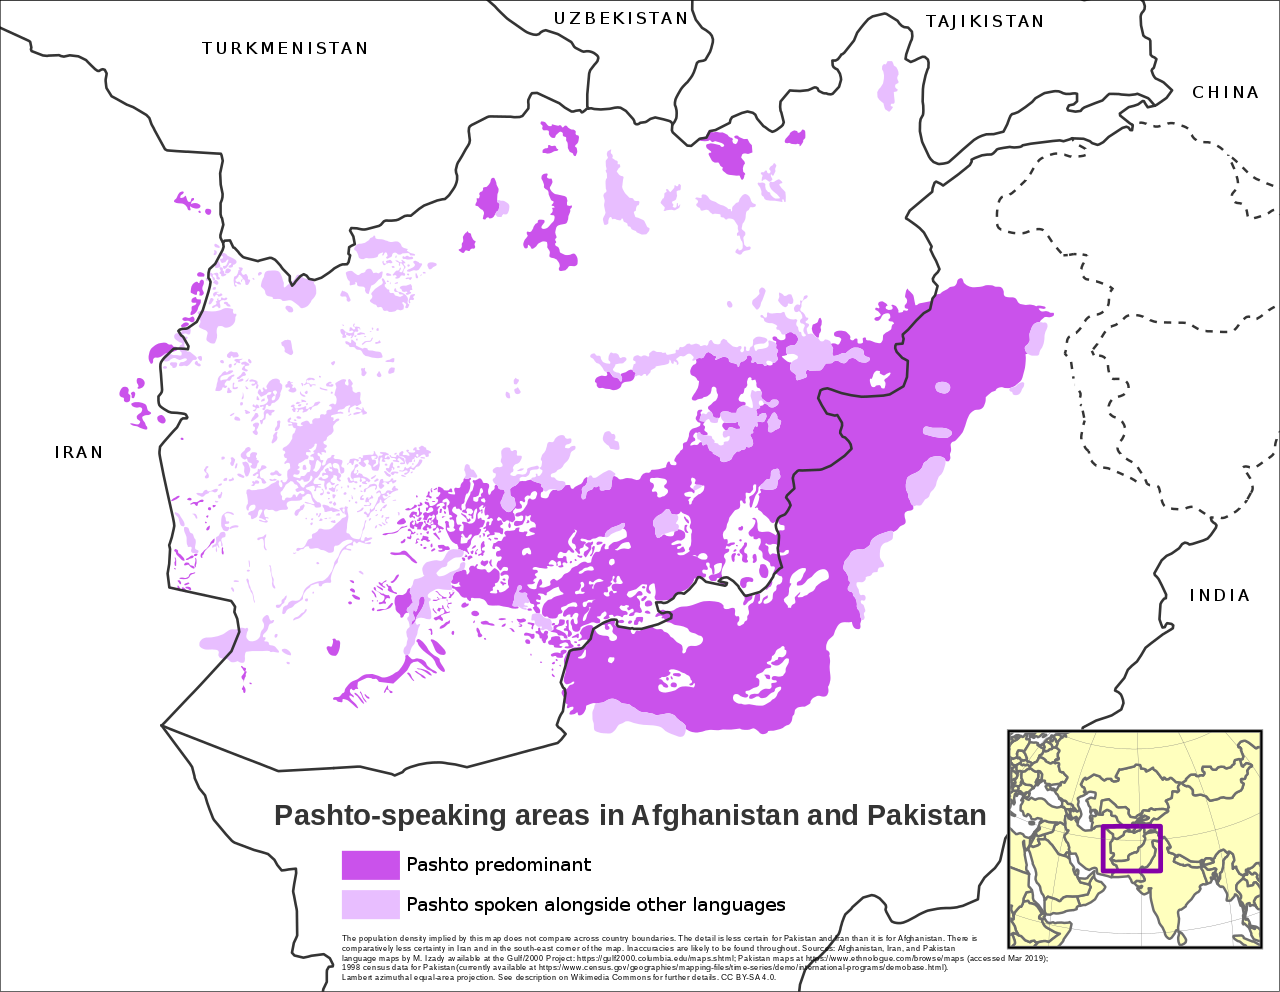 UZBEKISTAN
TAJIKISTAN
TURKMENISTAN
CHINA
IRAN
INDIA
Pashto-speaking areas in Afghanistan and Pakistan
Pashto predominant
Pashto spoken alongside other languages
The population density implied by this map does not compare across country boundaries. The detail is less certain for Pakistan and Iran than it is for Afghanistan. There is
comparatively less certainty in Iran and in the south-east corner of the map. Inaccuracies are likely to be found throughout. Sources: Afghanistan, Iran, and Pakistan
language maps by M. Izady available at the Gulf/2000 Project: https://gulf2000.columbia.edu/maps.shtml; Pakistan maps at https://www.ethnologue.com/browse/maps (accessed Mar 2019);
1998 census data for Pakistan(currently available at https://www.census.gov/geographies/mapping-files/time-series/demo/international-programs/demobase.html).
Lambert azimuthal equal-area projection. See description on Wikimedia Commons for further details. CC BY-SA 4.0.